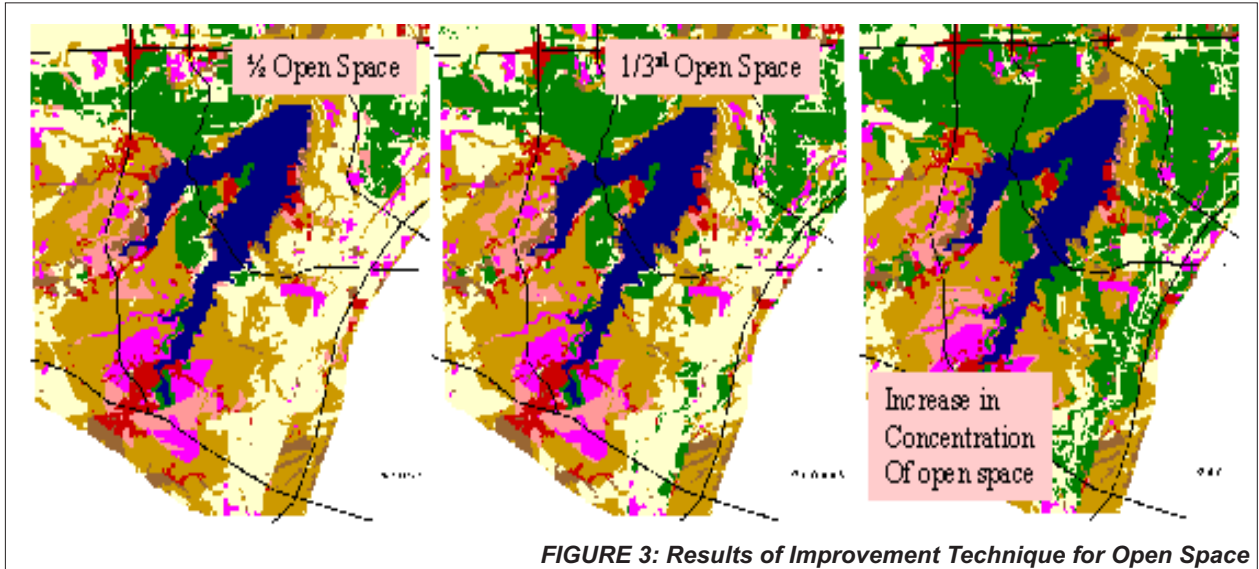 ½ Open Space
1/3rd Open Space
Increase in
Concentration
Of open space
FIGURE 3: Results of Improvement Technique for Open Space